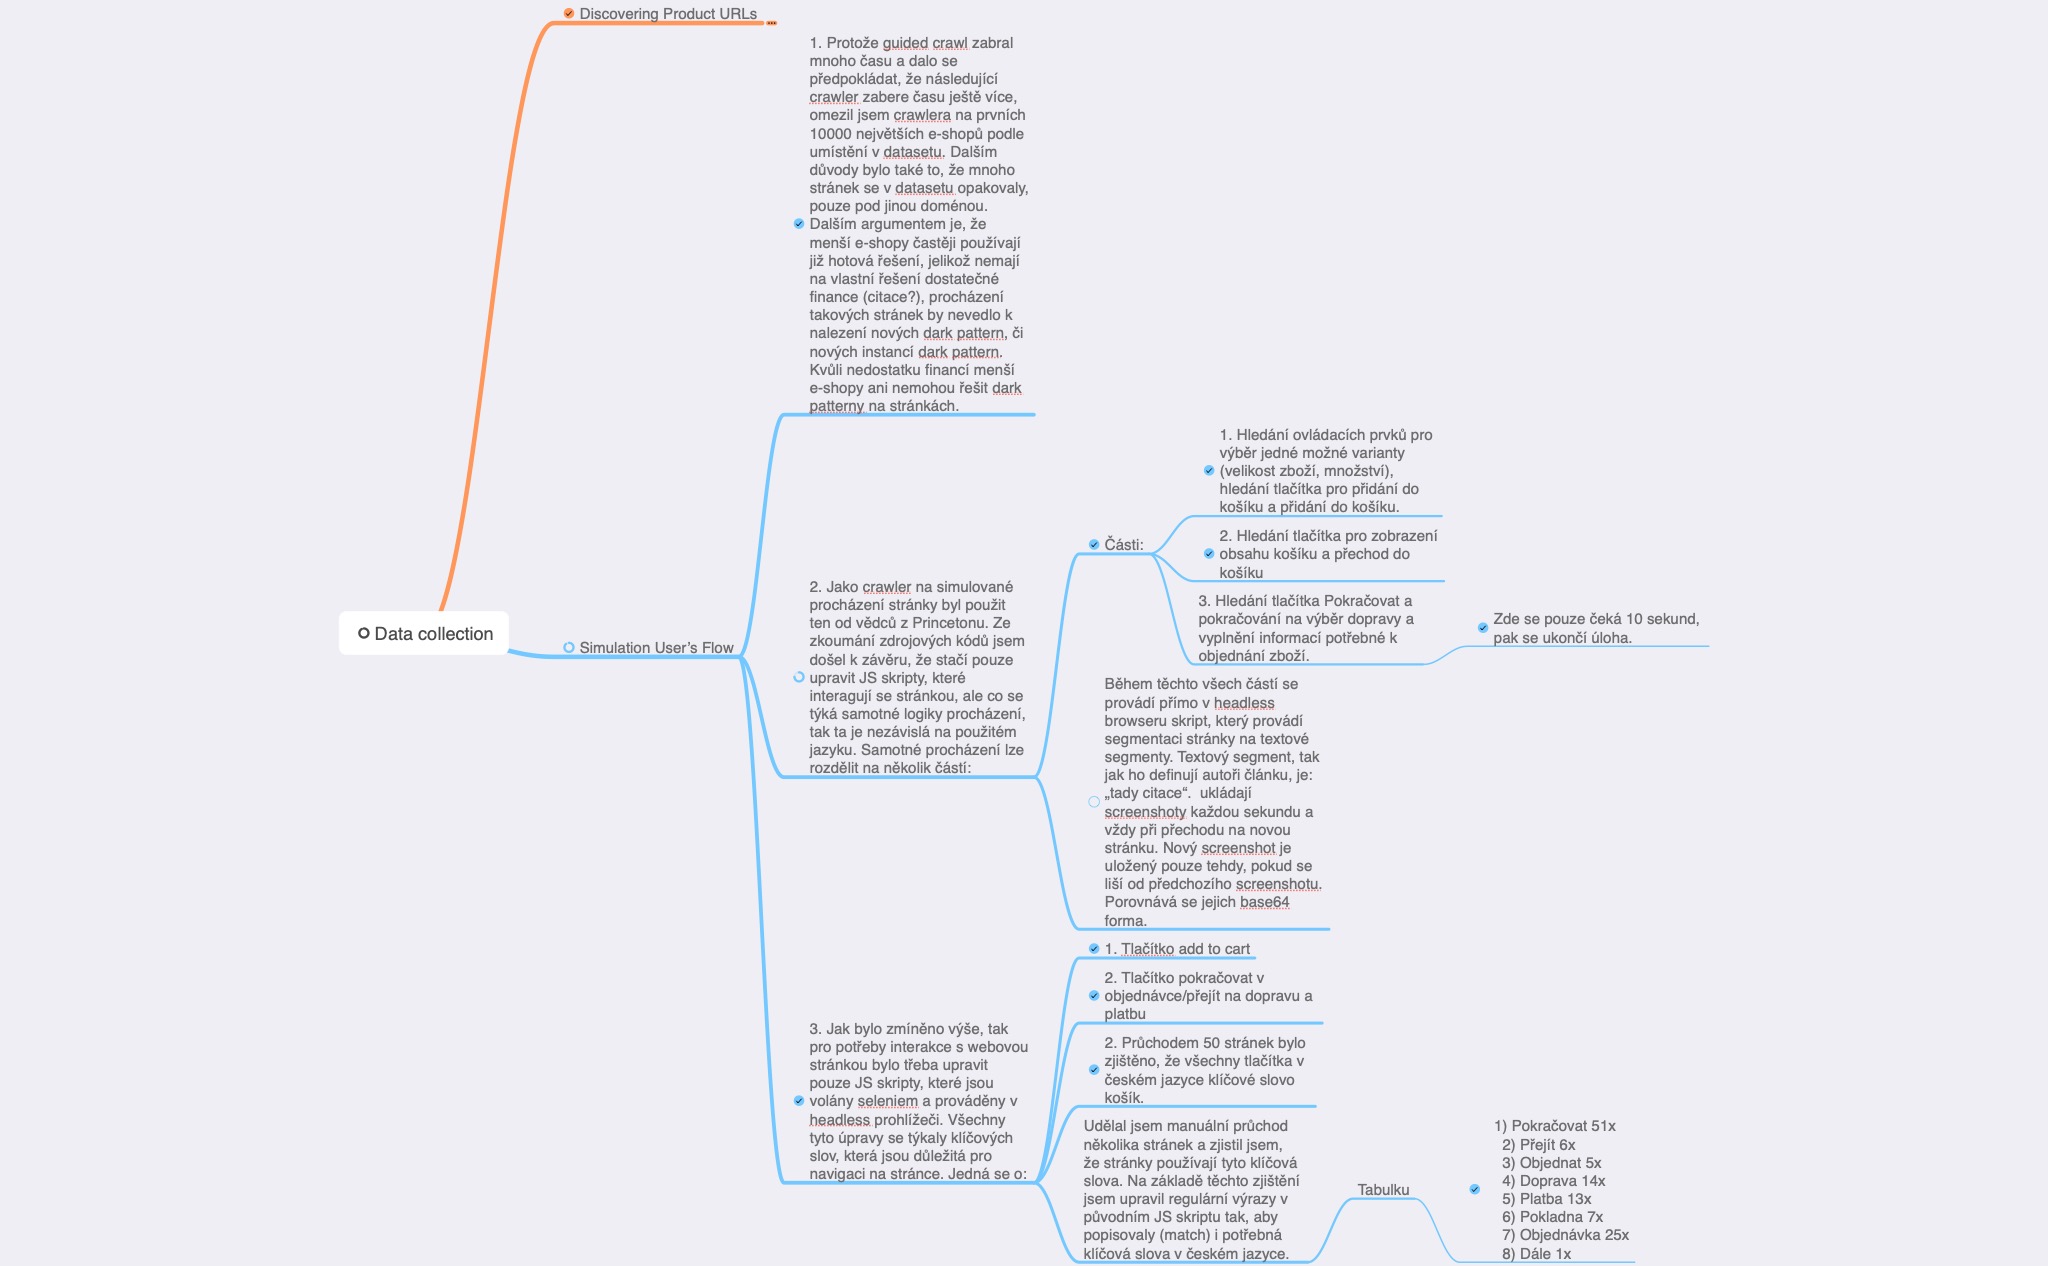 Discovering Product URLs
1. Protože guided crawl zabral
mnoho času a dalo se
předpokládat, že následující
crawler zabere času ještě více,
omezil jsem crawlera na prvních
10000 největších e-shopů podle
umístění v datasetu. Dalším
důvody bylo také to, že mnoho
stránek se v datasetu opakovaly,
pouze pod jinou doménou.
Dalším argumentem je, že
menší e-shopy častěji používají
již hotová řešení, jelikož nemají
na vlastní řešení dostatečné
finance (citace?), procházení
takových stránek by nevedlo k
nalezení nových dark pattern, či
nových instancí dark pattern.
Kvůli nedostatku financí menší
e-shopy ani nemohou řešit dark
patterny na stránkách.
Data collection
Simulation User’s Flow
2. Jako crawler na simulované
procházení stránky byl použit
ten od vědců z Princetonu. Ze
zkoumání zdrojových kódů jsem
došel k závěru, že stačí pouze
upravit JS skripty, které
interagují se stránkou, ale co se
týká samotné logiky procházení,
tak ta je nezávislá na použitém
jazyku. Samotné procházení lze
rozdělit na několik částí:
Části:
1. Hledání ovládacích prvků pro
výběr jedné možné varianty
(velikost zboží, množství),
hledání tlačítka pro přidání do
košíku a přidání do košíku.
2. Hledání tlačítka pro zobrazení
obsahu košíku a přechod do
košíku
3. Hledání tlačítka Pokračovat a
pokračování na výběr dopravy a
vyplnění informací potřebné k
objednání zboží.
Zde se pouze čeká 10 sekund,
pak se ukončí úloha.
Během těchto všech částí se
provádí přímo v headless
browseru skript, který provádí
segmentaci stránky na textové
segmenty. Textový segment, tak
jak ho definují autoři článku, je:
„tady citace“.  ukládají
screenshoty každou sekundu a
vždy při přechodu na novou
stránku. Nový screenshot je
uložený pouze tehdy, pokud se
liší od předchozího screenshotu.
Porovnává se jejich base64
forma.
3. Jak bylo zmíněno výše, tak
pro potřeby interakce s webovou
stránkou bylo třeba upravit
pouze JS skripty, které jsou
volány seleniem a prováděny v
headless prohlížeči. Všechny
tyto úpravy se týkaly klíčových
slov, která jsou důležitá pro
navigaci na stránce. Jedná se o:
1. Tlačítko add to cart
2. Tlačítko pokračovat v
objednávce/přejít na dopravu a
platbu
2. Průchodem 50 stránek bylo
zjištěno, že všechny tlačítka v
českém jazyce klíčové slovo
košík.
Udělal jsem manuální průchod
několika stránek a zjistil jsem,
že stránky používají tyto klíčová
slova. Na základě těchto zjištění
jsem upravil regulární výrazy v
původním JS skriptu tak, aby
popisovaly (match) i potřebná
klíčová slova v českém jazyce.
Tabulku
1) Pokračovat 51x
2) Přejít 6x
3) Objednat 5x
4) Doprava 14x
5) Platba 13x
6) Pokladna 7x
7) Objednávka 25x
8) Dále 1x